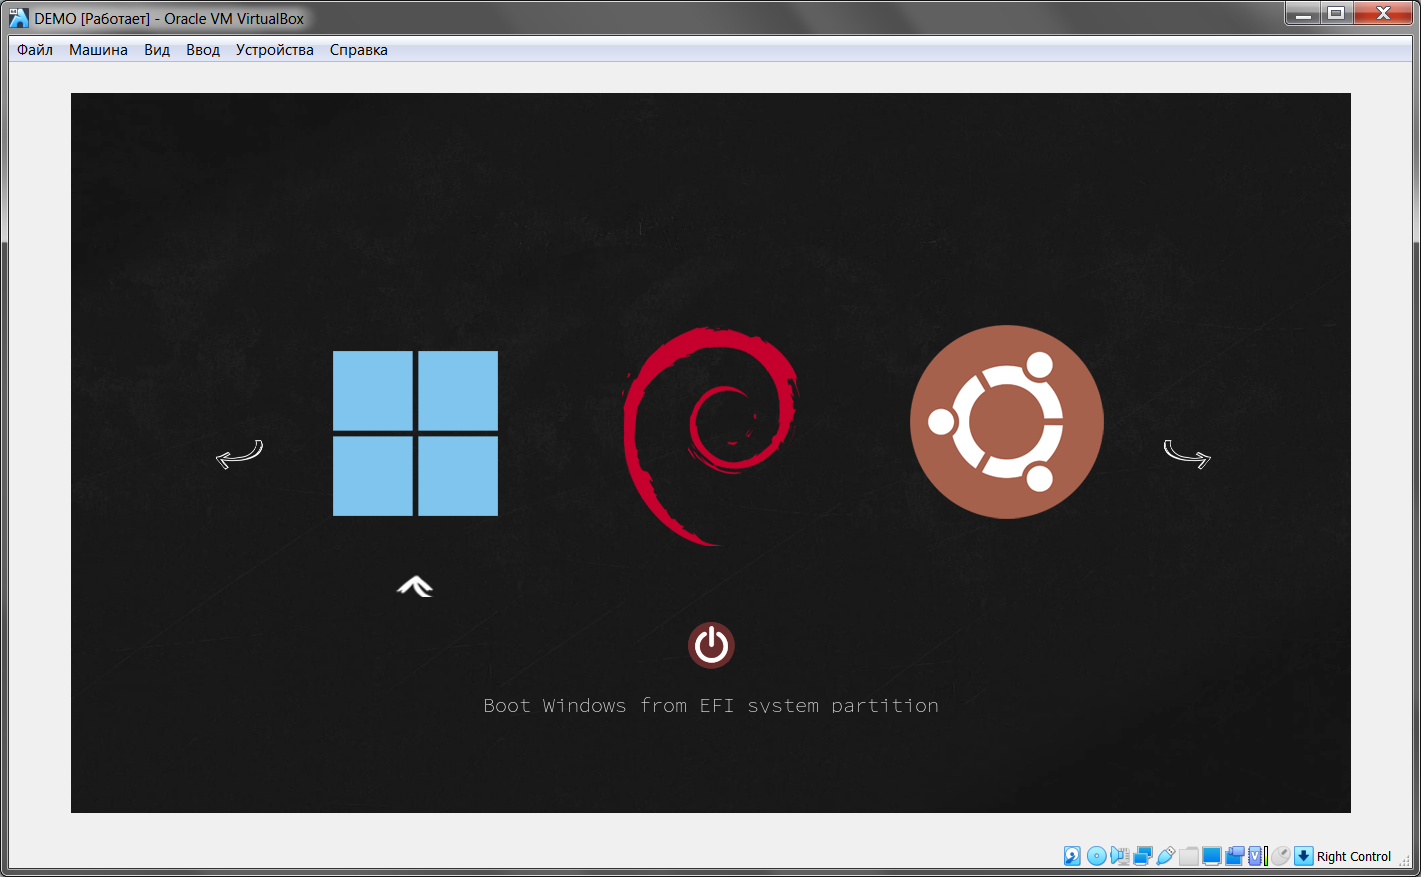 DEMO [Работает] - Oracle VM VirtualBox
Файл Машина Вид Ввод Устройства Справка
Boot Windows from EFI system partition
Right Control